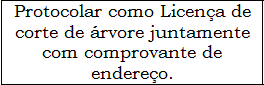 Protocolar como Licença de
corte de árvore juntamente
com comprovante de
endereço.